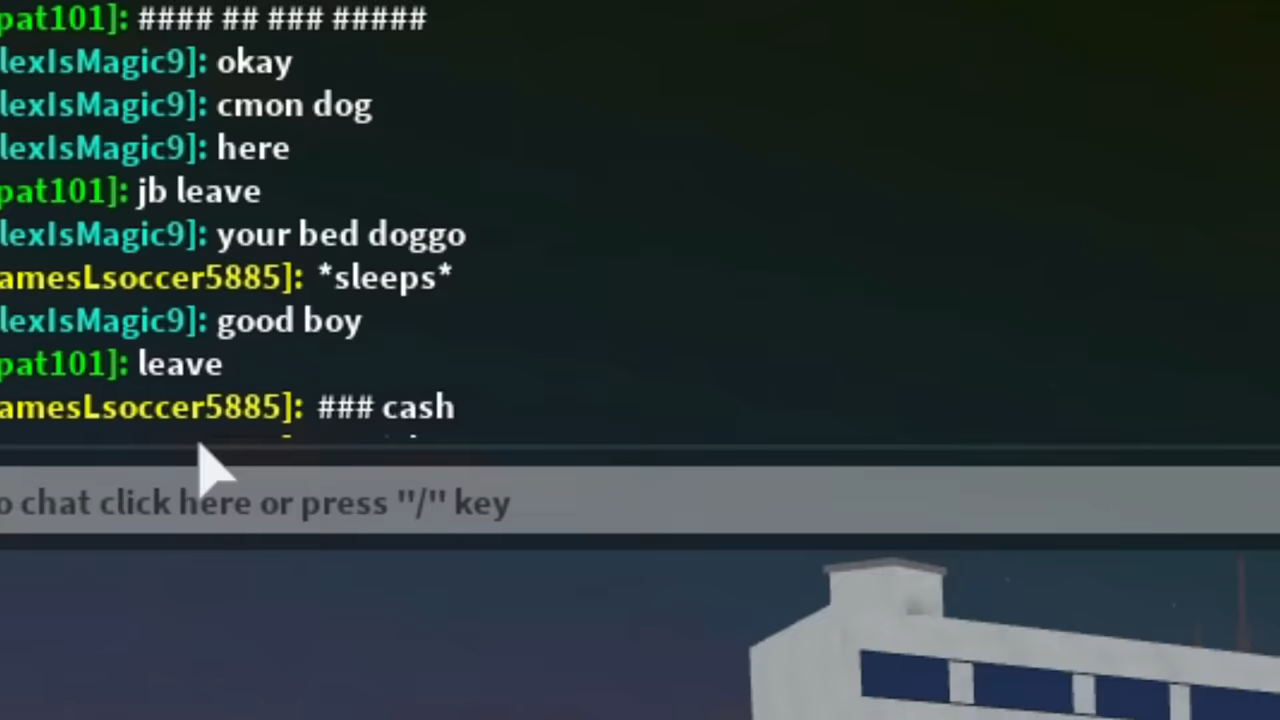 pat101]: #### ## ### #####
lexIsMagic9]: okay
lexIsMagic9]: cmon dog
lexIsMagic9]: here
pat101]: jb leave
lexIsMagic9]: your bed doggo
amesLsoccer5885]: *sleeps*
lexIsMagic9]: good boy
pat101]: leave
amesLsoccer5885]: ### cash
o chat click here or press "/" key